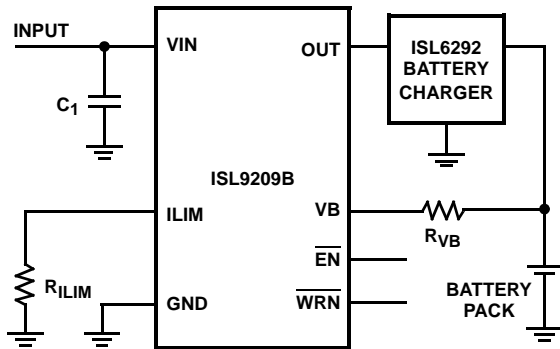 INPUT
VIN
OUT
ISL6292
BATTERY
CHARGER
C1
ISL9209B
ILIM
VB
RVB
EN
RILIM
GND
WRN
BATTERY
PACK